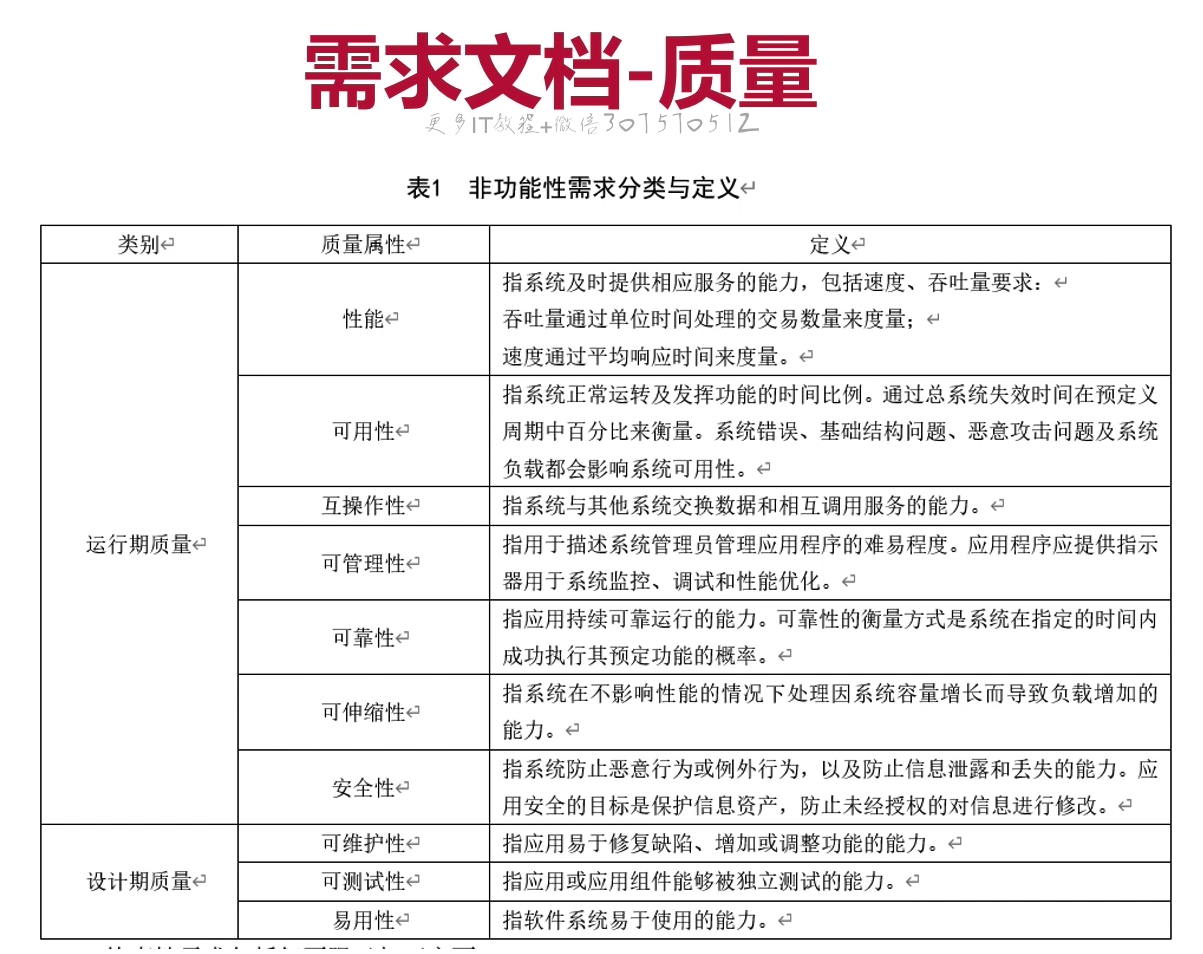 需求文档-质量
更多IT教程+微信307570512
表1 非功能性需求分类与定义
类别 质量属性 定义
运行期质量
性能
指系统及时提供相应服务的能力，包括速度、吞吐量要求：
吞吐量通过单位时间处理的交易数量来度量；
速度通过平均响应时间来度量。
可用性
指系统正常运转及发挥功能的时间比例。通过总系统失效时间在预定义
周期中百分比来衡量。系统错误、基础结构问题、恶意攻击问题及系统
负载都会影响系统可用性。
互操作性
指系统与其他系统交换数据和相互调用服务的能力。
可管理性
指用于描述系统管理员管理应用程序的难易程度。应用程序应提供指示
器用于系统监控、调试和性能优化。
可靠性
指应用持续可靠运行的能力。可靠性的衡量方式是系统在指定的时间内
成功执行其预定功能的概率。
可伸缩性
指系统在不影响性能的情况下处理因系统容量增长而导致负载增加的
能力。
安全性
指系统防止恶意行为或例外行为，以及防止信息泄露和丢失的能力。应
用安全的目标是保护信息资产，防止未经授权的对信息进行修改。
设计期质量
可维护性
指应用易于修复缺陷、增加或调整功能的能力。
可测试性
指应用或应用组件能够被独立测试的能力。
易用性
指软件系统易于使用的能力。